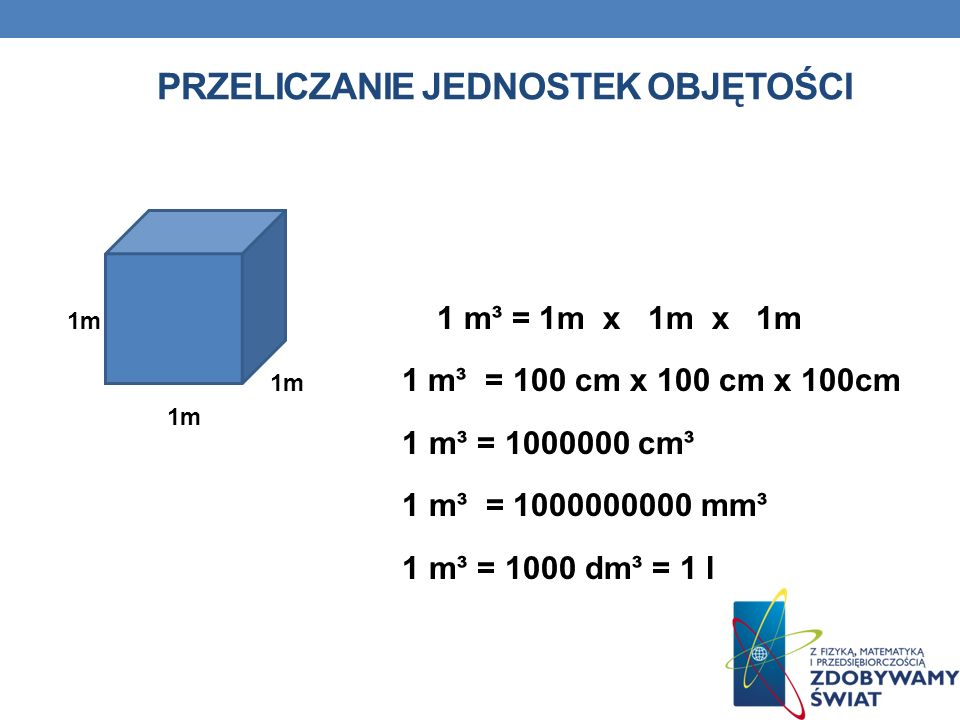 PRZELICZANIE JEDNOSTEK OBJĘTOŚCI
1m
1m
1m
1 m³ = 1m x 1m x 1m
1 m³ = 100 cm x 100 cm x 100cm
1 m³ = 1000000 cm³
1 m³ = 1000000000 mm³
1 m³ = 1000 dm³ = 1 l
Z FIZYKĄ, MATEMATYKĄ
I PRZEDSIĘBIORCZOŚCIĄ
ZDOBYWAMY
ŚWIAT